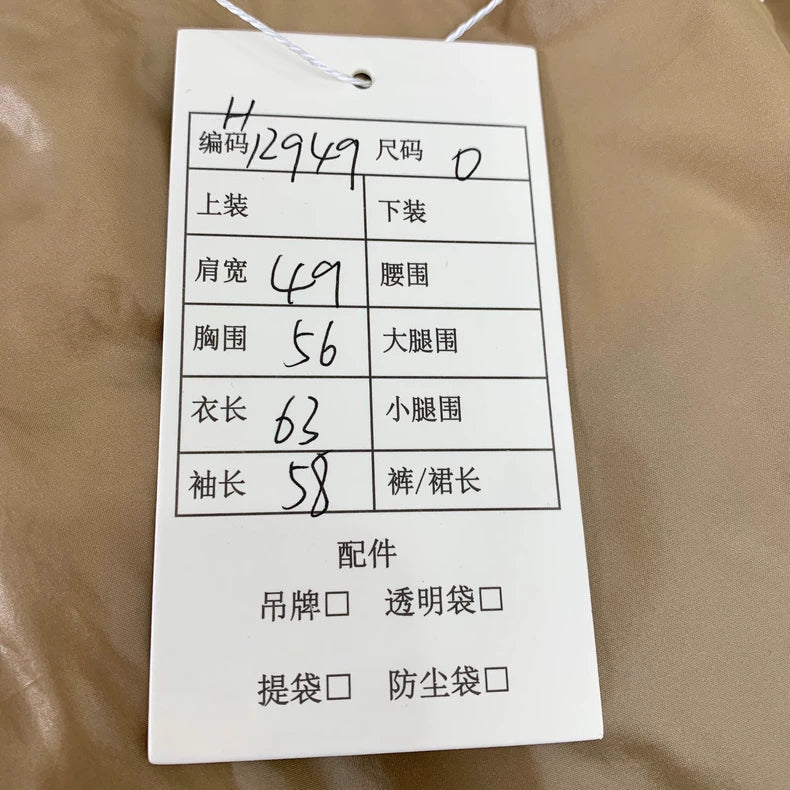 编码 H12949 尺码 0
上装 下装
肩宽 49 腰围
胸围 56 大腿围
衣长 63 小腿围
袖长 58 裤/裙长
配件
吊牌□ 透明袋□
提袋□ 防尘袋□